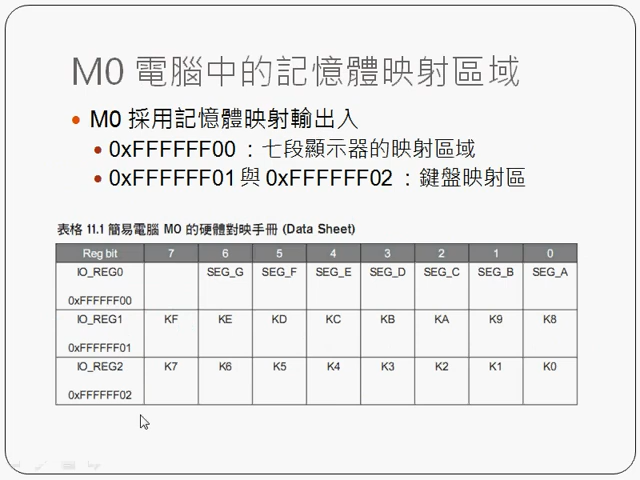 M0 電腦中的記憶體映射區域
M0 採用記憶體映射輸出入
0xFFFFFF00 ：七段顯示器的映射區域
0xFFFFFF01 與 0xFFFFFF02 ：鍵盤映射區
表格 11.1 簡易電腦 M0 的硬體對映手冊 (Data Sheet)
Reg bit 7 6 5 4 3 2 1 0
IO_REG0 SEG_G SEG_F SEG_E SEG_D SEG_C SEG_B SEG_A
0xFFFFFF00
IO_REG1 KF KE KD KC KB KA K9 K8
0xFFFFFF01
IO_REG2 K7 K6 K5 K4 K3 K2 K1 K0
0xFFFFFF02